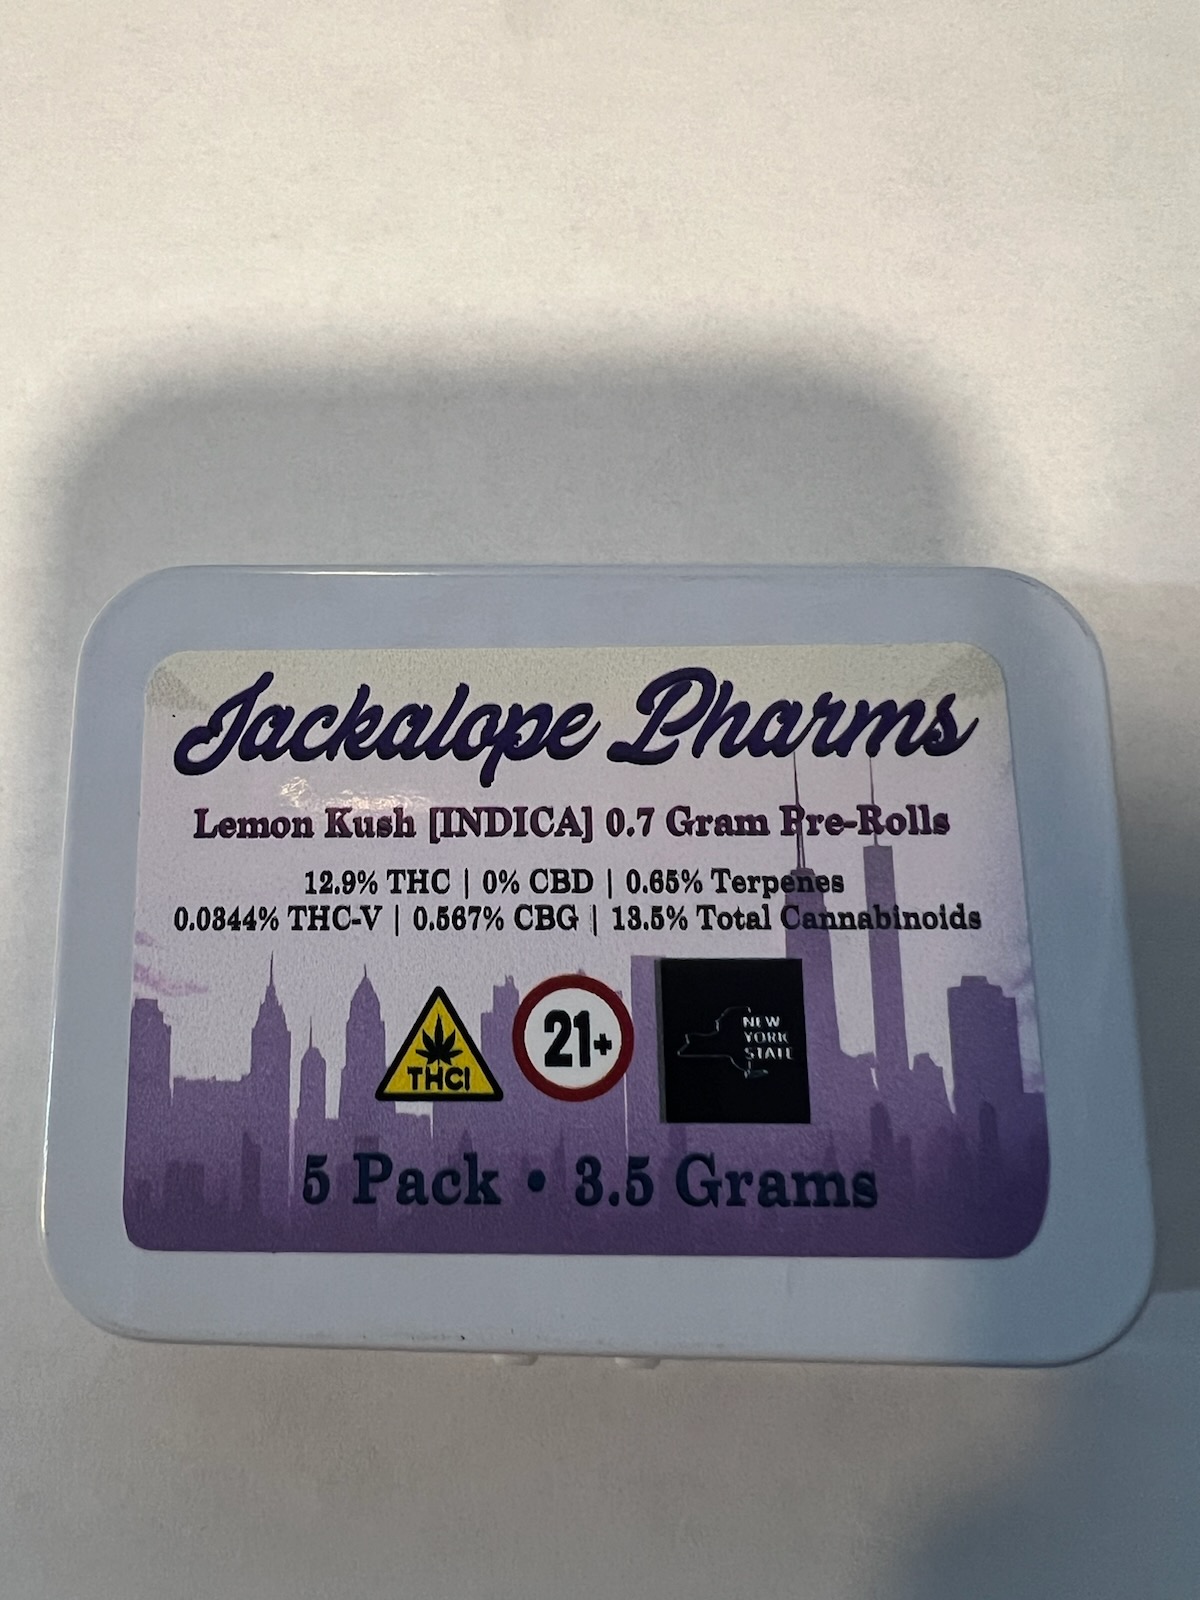 Jackalope Pharms
Lemon Kush [INDICA] 0.7 Gram Pre-Rolls
12.9% THC | 0% CBD | 0.65% Terpenes
0.0344% THC-V | 0.567% CBG | 13.5% Total Cannabinoids
THC!
21+
NEW
YORK
STATE
5 Pack • 3.5 Grams